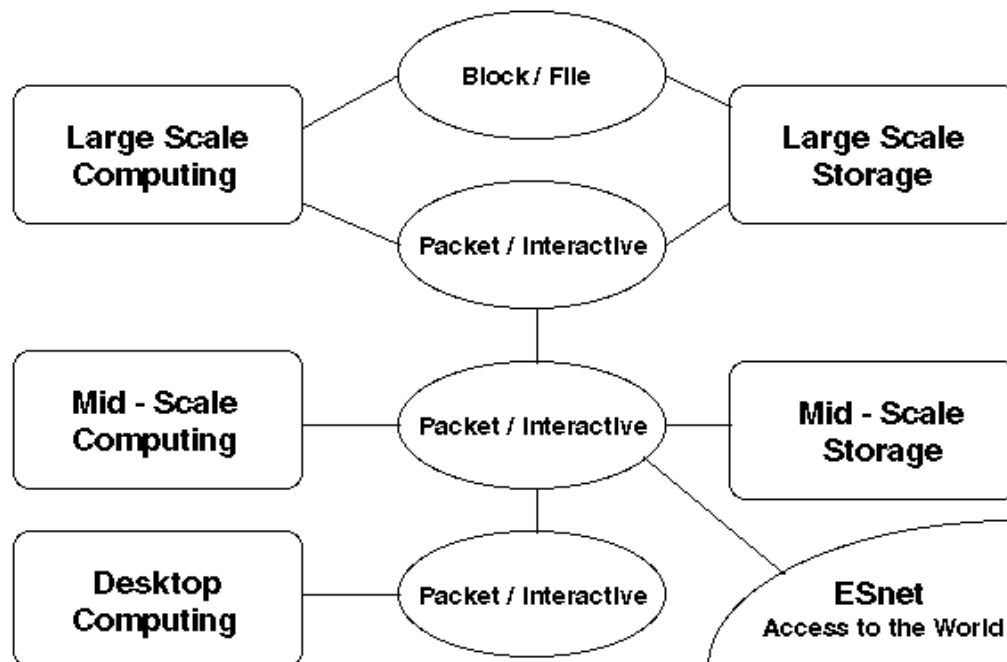 Block / File
Large Scale
Computing
Large Scale
Storage
Packet / Interactive
Mid - Scale
Computing
Packet / Interactive
Mid - Scale
Storage
Desktop
Computing
Packet / Interactive
ESnet
Access to the World